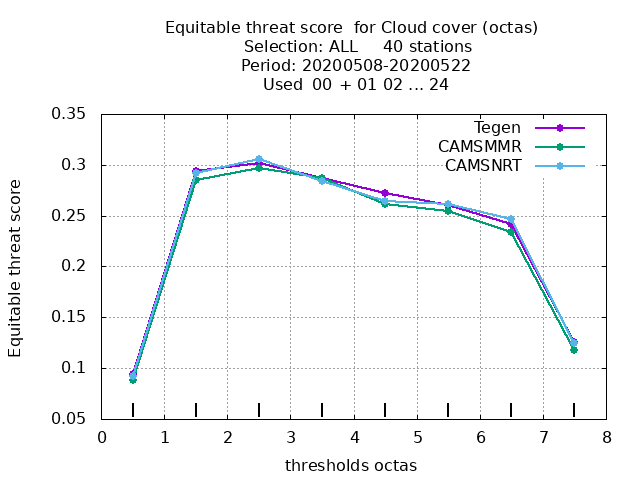 Equitable threat score  for Cloud cover (octas)
Selection: ALL     40 stations
Period: 20200508-20200522
Used  00 + 01 02 ... 24
Tegen
CAMSMMR
CAMSNRT
Equitable threat score
0.35
0.3
0.25
0.2
0.15
0.1
0.05
0 1 2 3 4 5 6 7 8
thresholds octas